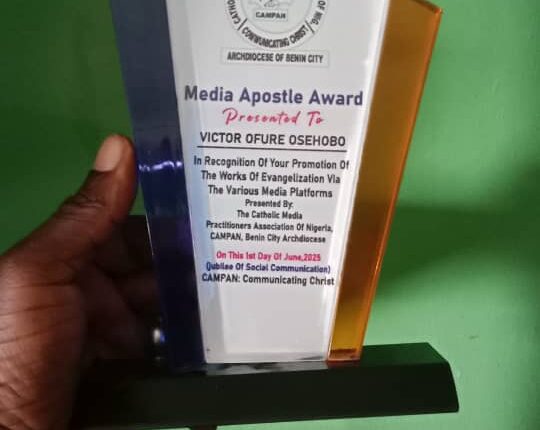 CATHO
OF NIG.
CAMPAN
COMMUNICATING CHRIST
ARCHDIOCESE OF BENIN CITY
Media Apostle Award
Presented To
VICTOR OFURE OSEHOBO
In Recognition Of Your Promotion Of
The Works Of Evangelization Via
The Various Media Platforms
Presented By:
The Catholic Media
Practitioners Association Of Nigeria,
CAMPAN, Benin City Archdiocese
On This 1st Day Of June,2025
(Jubilee Of Social Communication)
CAMPAN: Communicating Christ